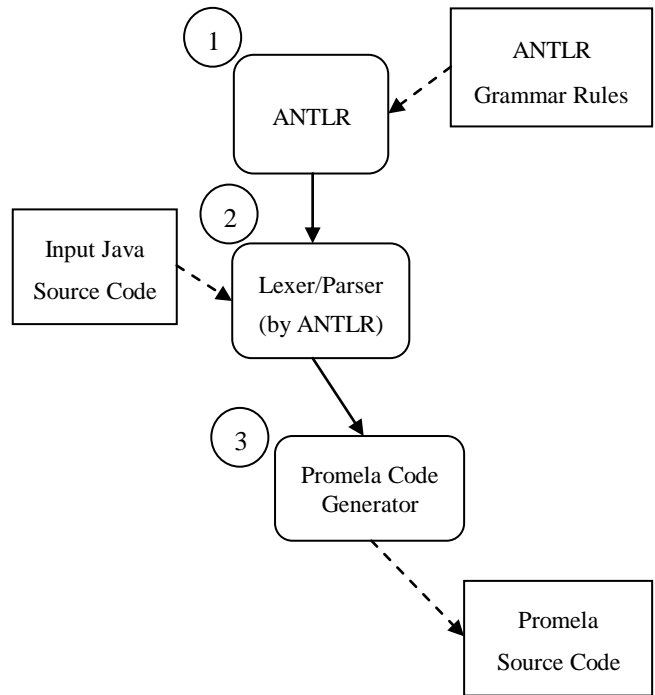 1
ANTLR
ANTLR
Grammar Rules
2
Input Java
Source Code
Lexer/Parser
(by ANTLR)
3
Promela Code
Generator
Promela
Source Code